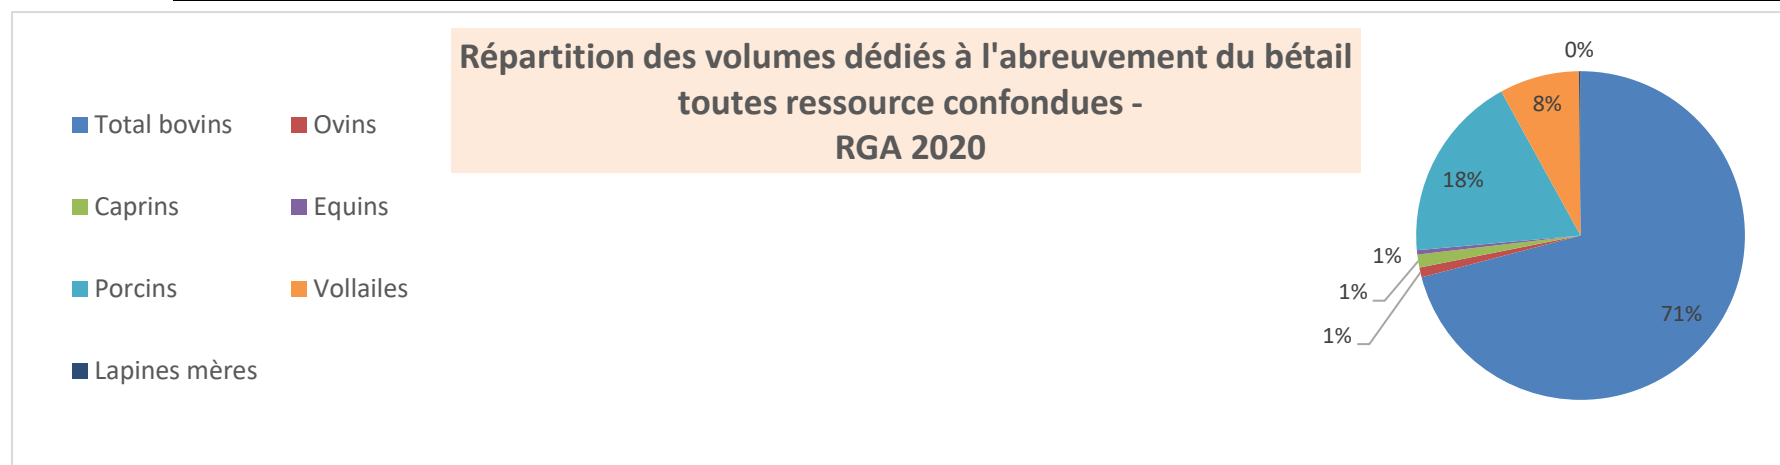 Répartition des volumes dédiés à l'abreuvement du bétail
toutes ressource confondues -
RGA 2020
Total bovins
Ovins
Caprins
Equins
Porcins
Vollailes
Lapines mères
0%
8%
18%
1%
1%
1%
71%